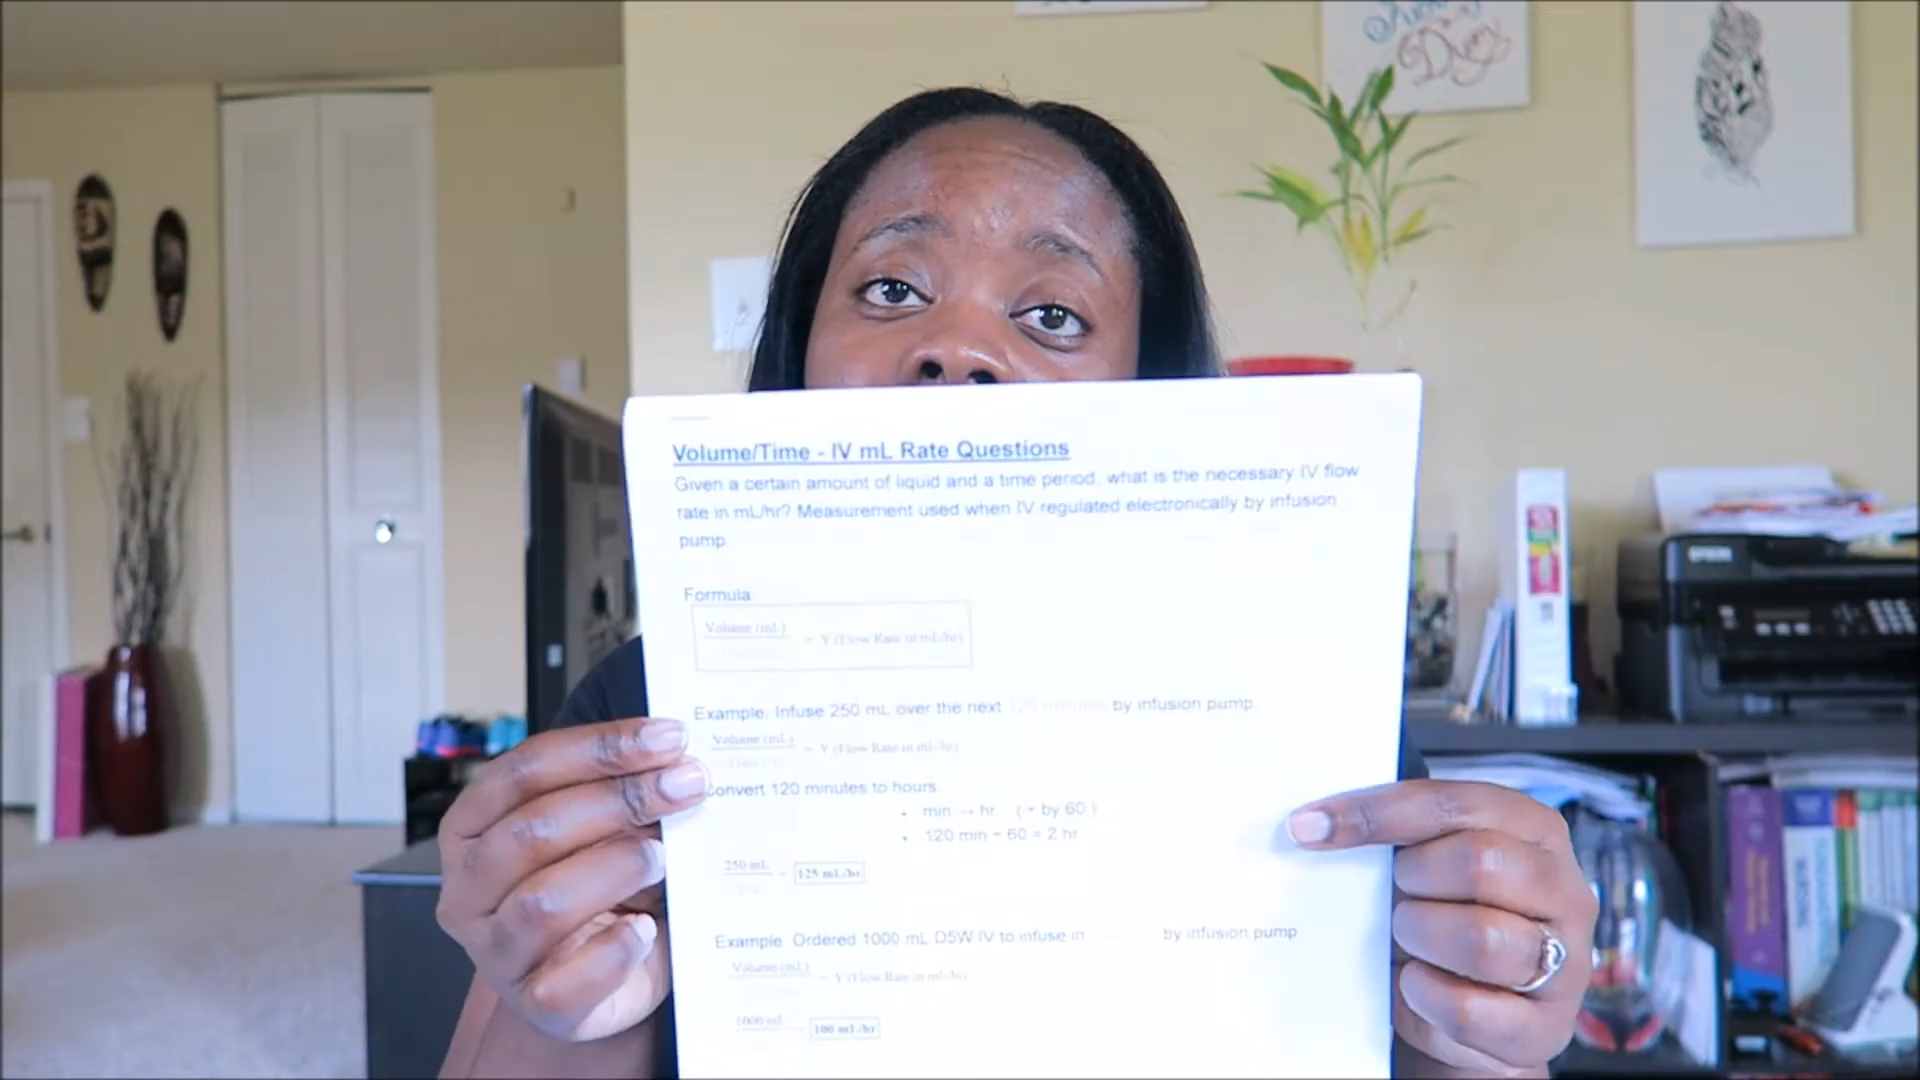 Volume/Time - IV mL Rate Questions
Given a certain amount of liquid and a time period, what is the necessary IV flow
rate in mL/hr? Measurement used when IV regulated electronically by infusion
pump.
Formula:
Volume (mL)
= Y (Flow Rate in mL/hr)
Example: Infuse 250 mL over the next 120 minutes by infusion pump.
Volume (mL)
= Y (Flow Rate in mL/hr)
Convert 120 minutes to hours.
• min → hr ( ÷ by 60 )
• 120 min ÷ 60 = 2 hr
250 mL
= 125 mL/hr
Example: Ordered 1000 mL D5W IV to infuse in by infusion pump
Volume (mL)
= Y (Flow Rate in mL/hr)
1000 mL
100 mL/hr
EPSON